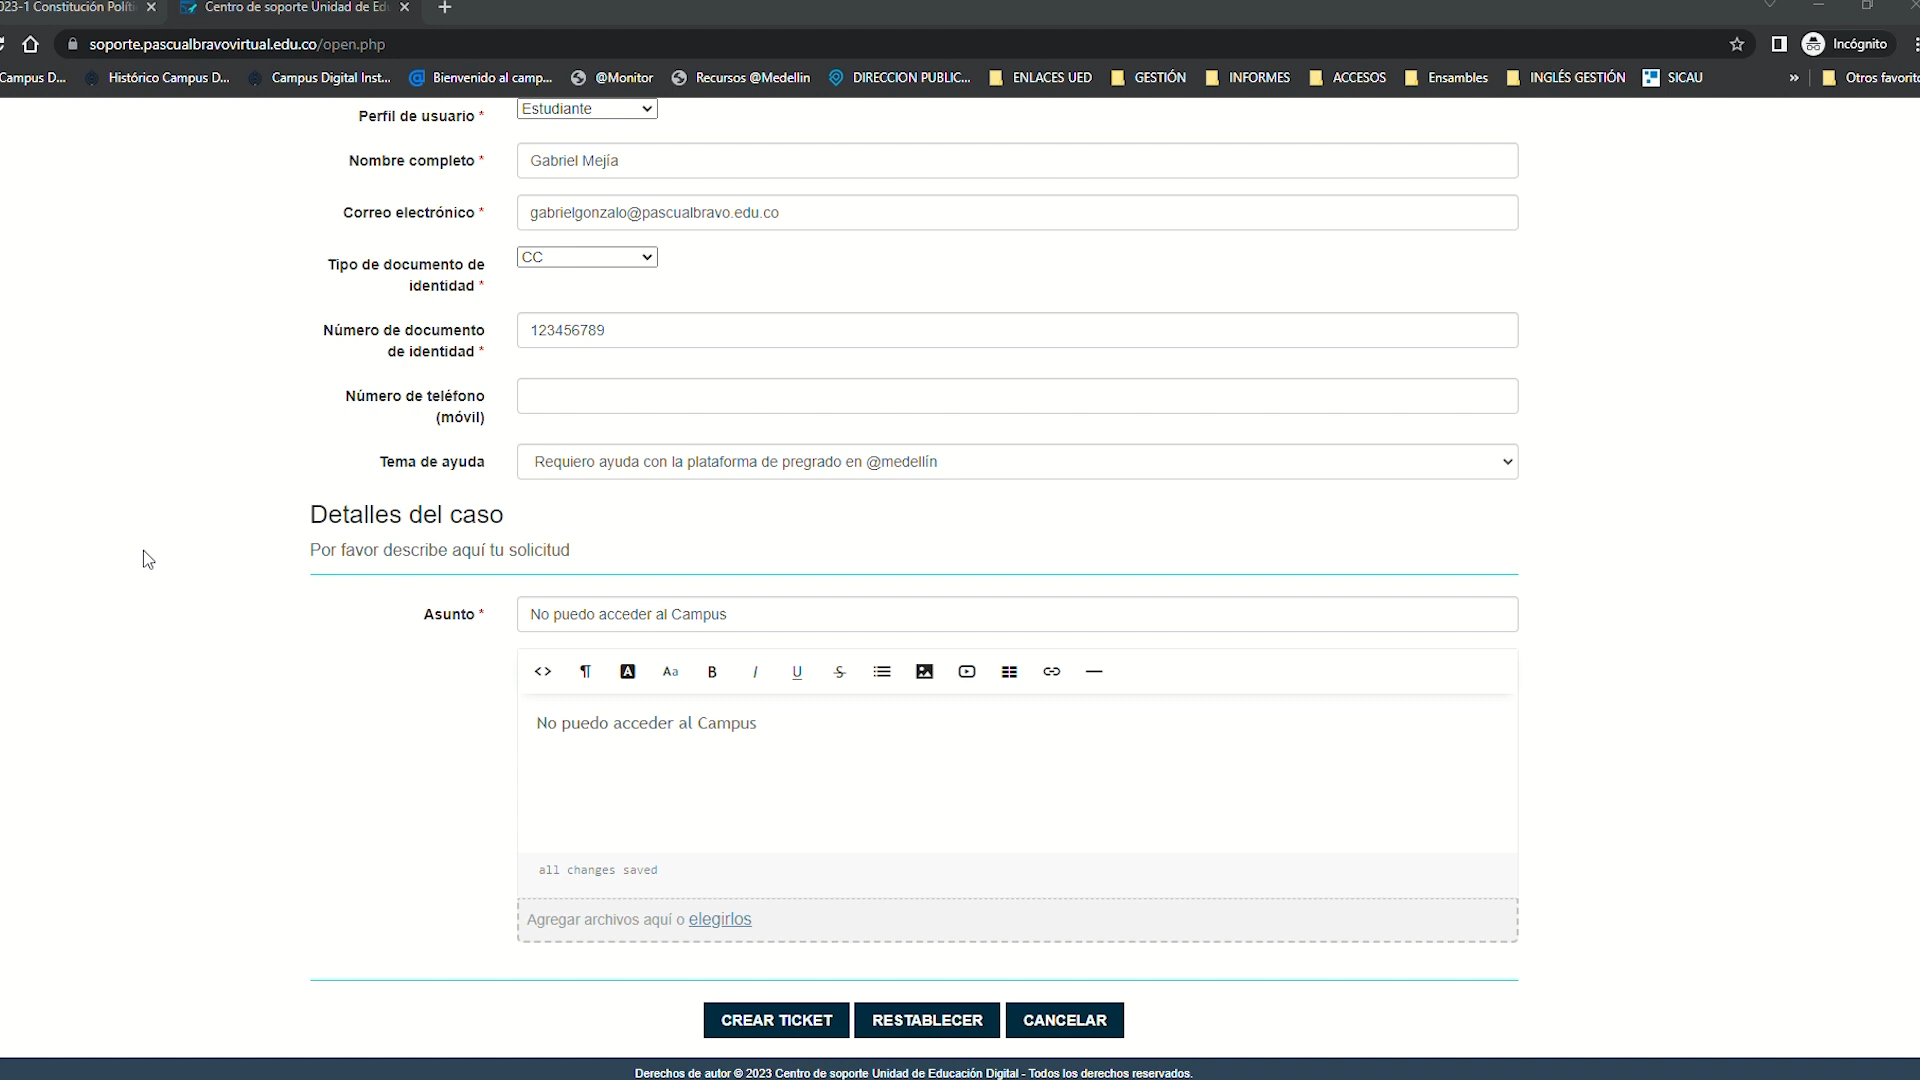 023-1 Constitución Políti
Centro de soporte Unidad de Ed
soporte.pascualbravovirtual.edu.co/open.php
Incógnito
Campus D...
Histórico Campus D...
Campus Digital Inst...
Bienvenido al camp...
@Monitor
Recursos @Medellin
DIRECCION PUBLIC...
ENLACES UED
GESTIÓN
INFORMES
ACCESOS
Ensambles
INGLÉS GESTIÓN
SICAU
»
Otros favorito
Perfil de usuario *
Estudiante
Nombre completo *
Gabriel Mejía
Correo electrónico *
gabrielgonzalo@pascualbravo.edu.co
Tipo de documento de
identidad *
CC
Número de documento
de identidad *
123456789
Número de teléfono
(móvil)
Tema de ayuda
Requiero ayuda con la plataforma de pregrado en @medellín
Detalles del caso
Por favor describe aquí tu solicitud
Asunto *
No puedo acceder al Campus
<> ¶ A Aa B I U S
No puedo acceder al Campus
all changes saved
Agregar archivos aquí o elegirlos
CREAR TICKET
RESTABLECER
CANCELAR
Derechos de autor © 2023 Centro de soporte Unidad de Educación Digital - Todos los derechos reservados.